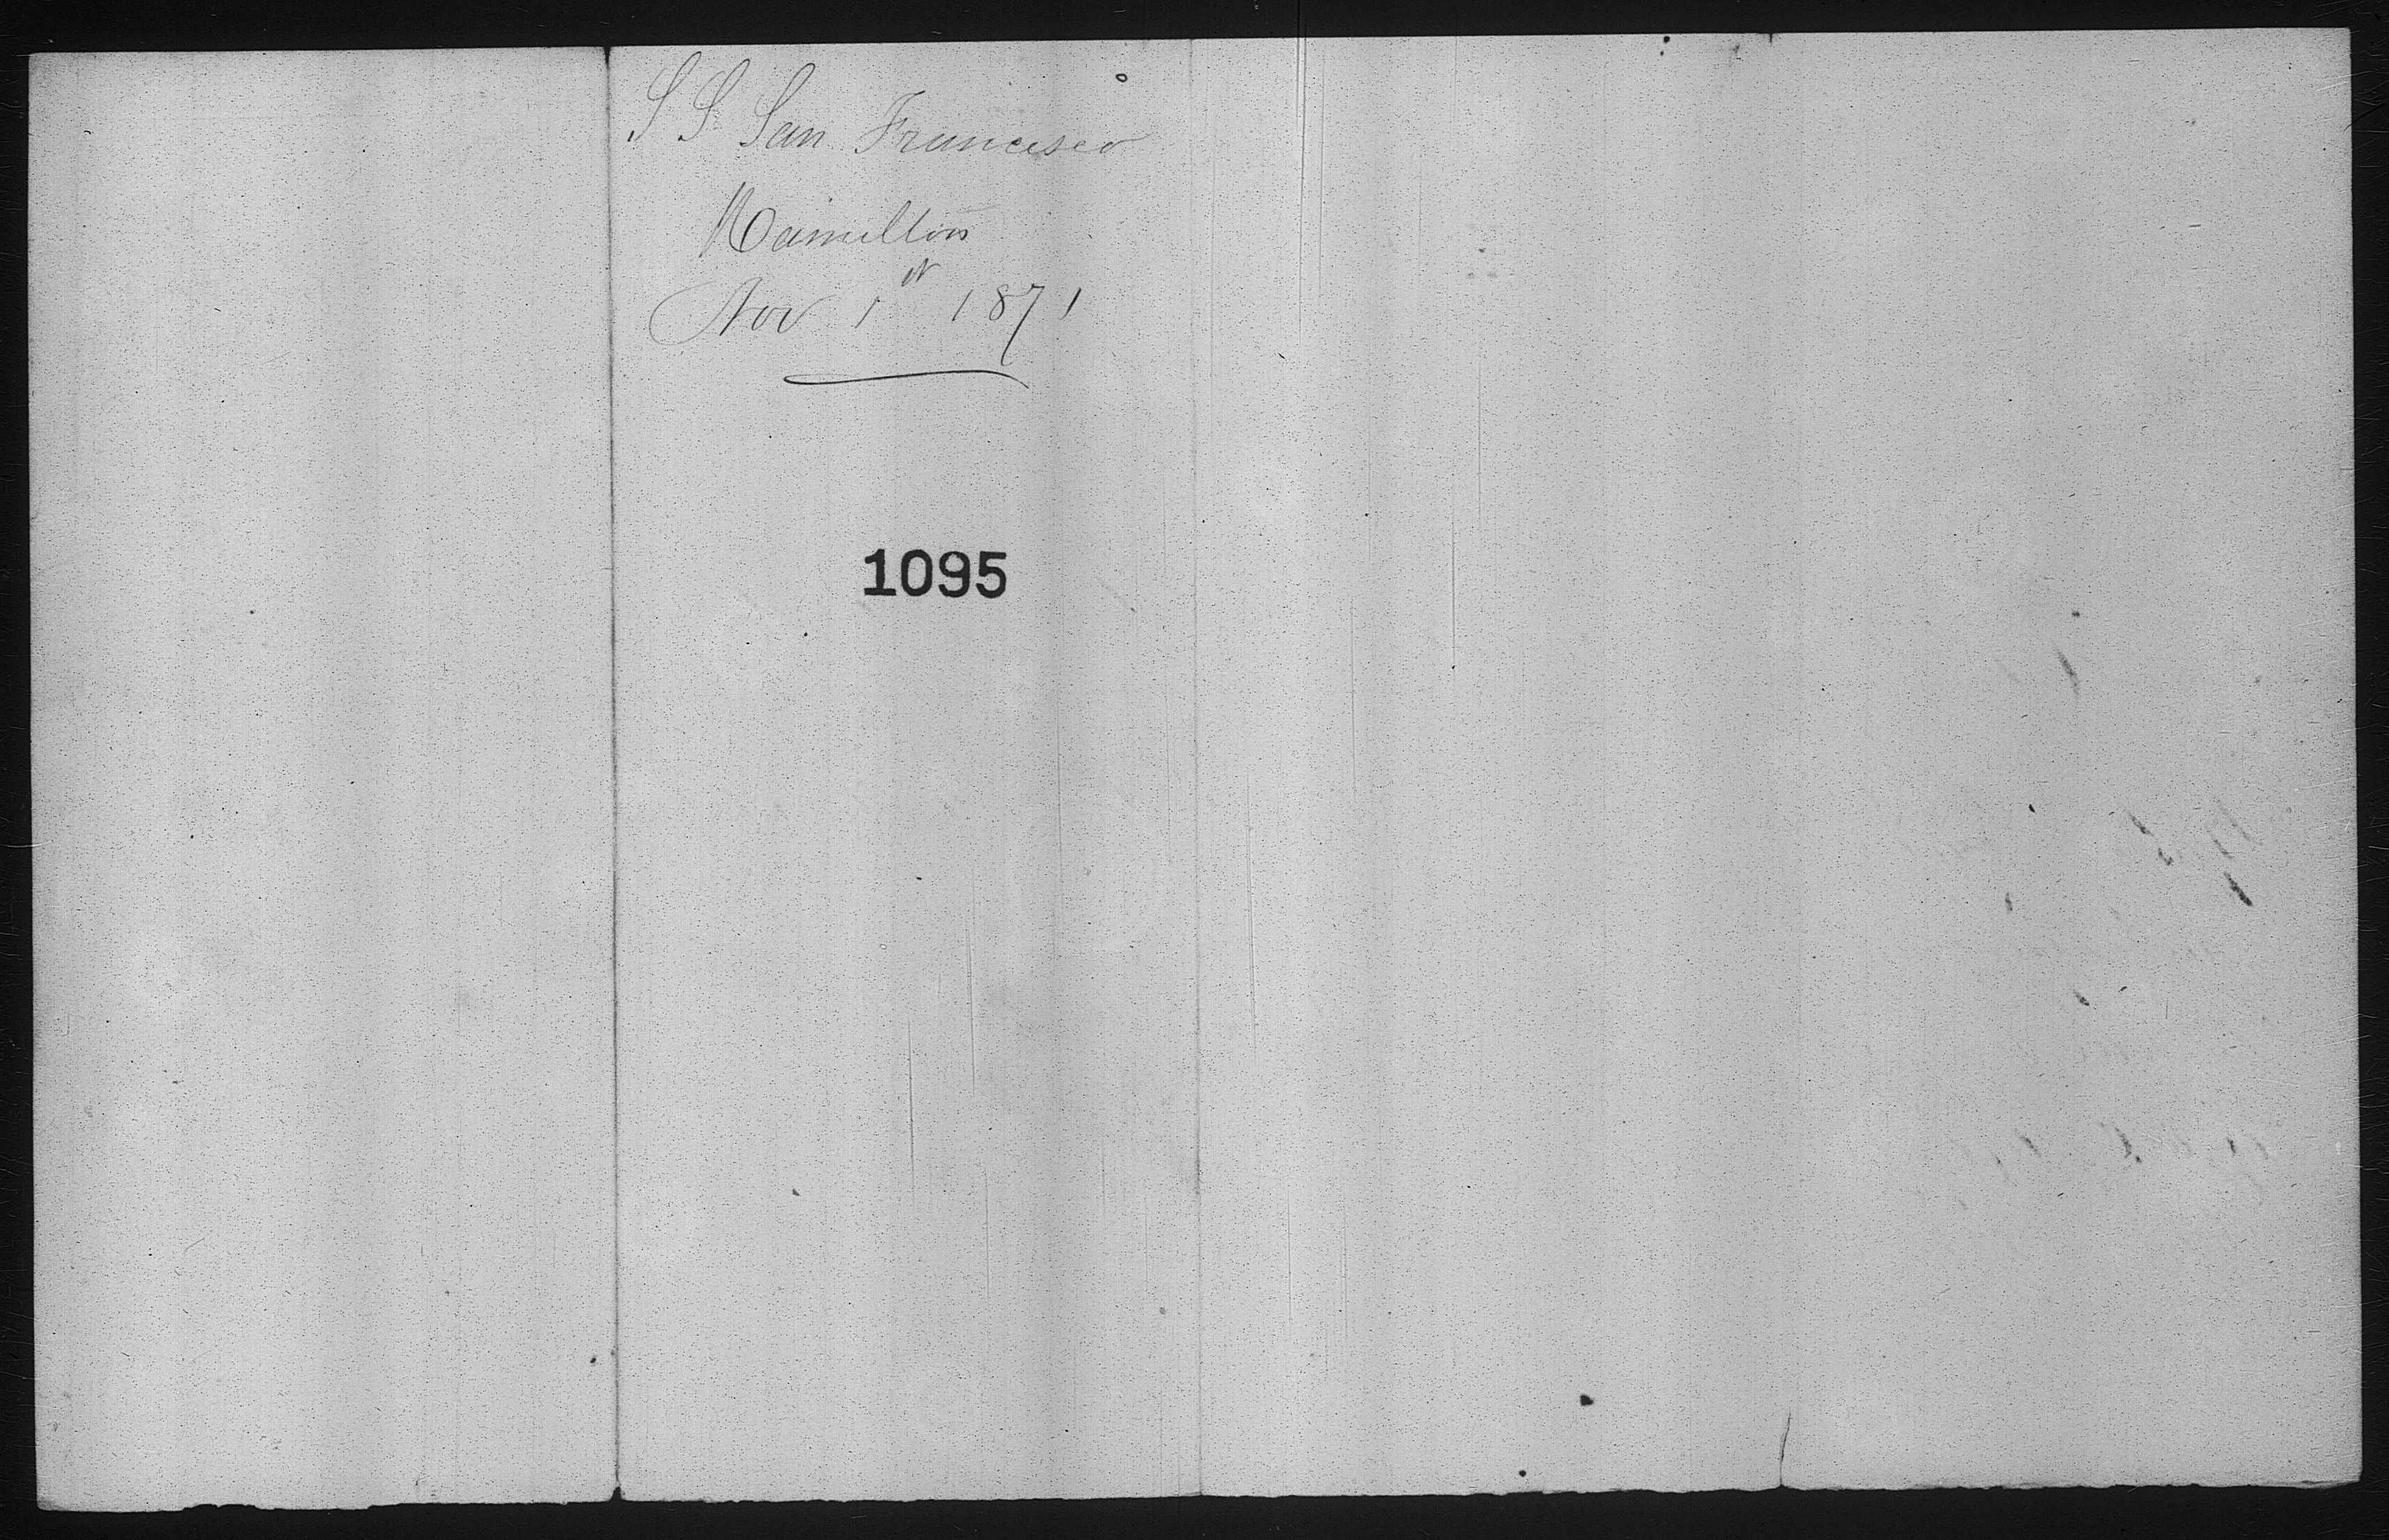 S S San Francisco
Hamilton
Nov 1st 1871
1095